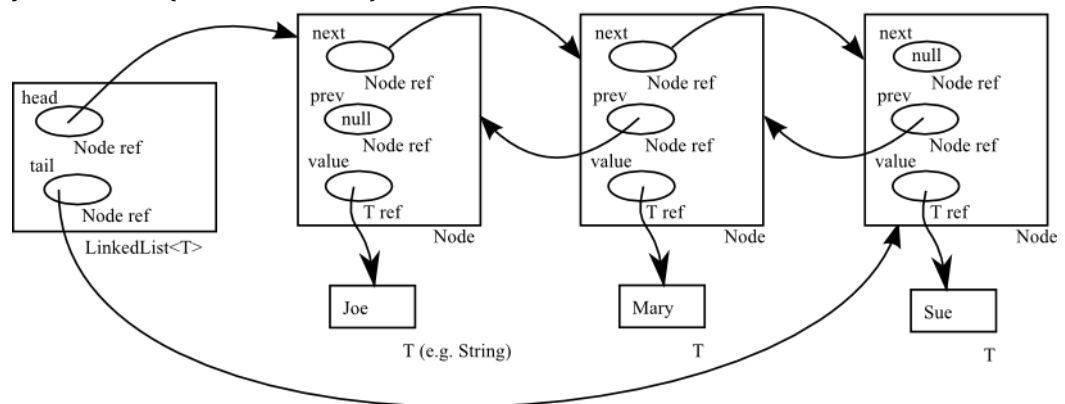 head
Node ref
tail
Node ref
LinkedList<T>
next
Node ref
prev
null
Node ref
value
T ref
Node
Joe
T (e.g. String)
next
Node ref
prev
Node ref
value
T ref
Node
Mary
T
next
null
Node ref
prev
Node ref
value
T ref
Node
Sue
T